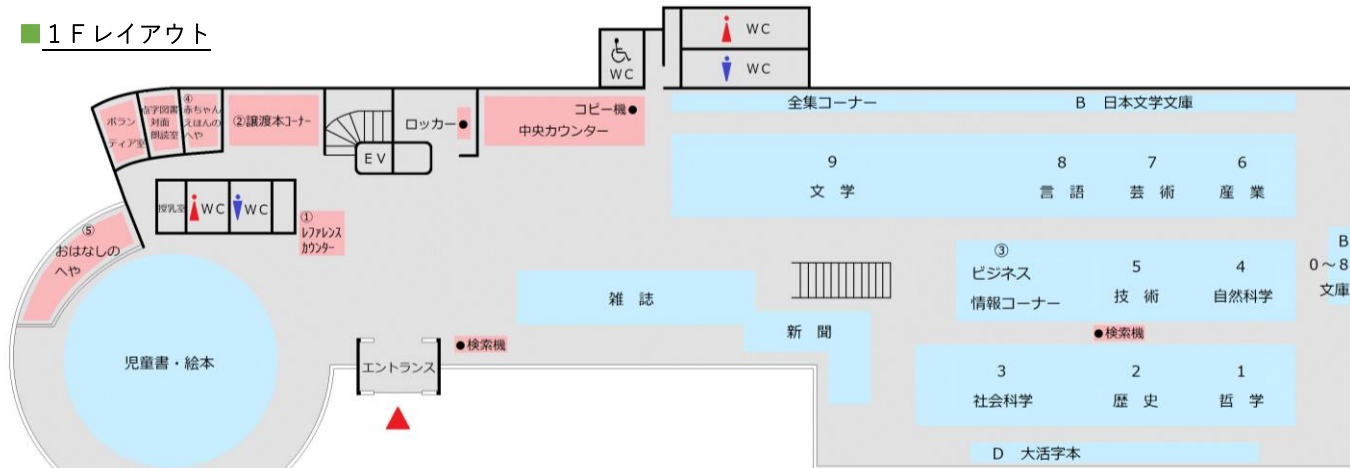 ■１Ｆレイアウト
WC
WC
WC
全集コーナー
B 日本文学文庫
コピー機●
中央カウンター
ロッカー●
EV
②譲渡本コーナー
④
赤ちゃん
えほんの
へや
点字図書
対面
朗読室
ボラン
ティア室
9
文 学
8
言 語
7
芸 術
6
産 業
授乳室
WC
WC
①
レファレンス
カウンター
⑤
おはなしの
へや
③
ビジネス
情報コーナー
5
技 術
4
自然科学
B
0～8
文庫
雑 誌
新 聞
●検索機
●検索機
エントランス
児童書・絵本
3
社会科学
2
歴 史
1
哲 学
D 大活字本